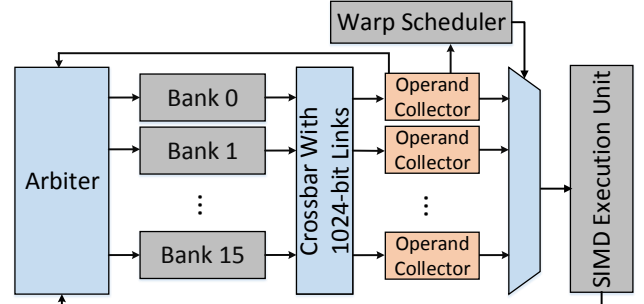 Warp Scheduler
Arbiter
Bank 0
Bank 1
⋮
Bank 15
Crossbar With
1024-bit Links
Operand
Collector
Operand
Collector
⋮
Operand
Collector
SIMD Execution Unit